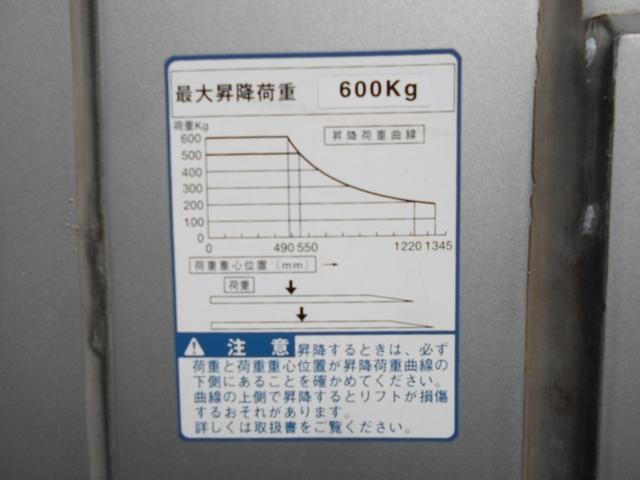 最大昇降荷重 600Kg
荷重Kg
昇降荷重曲線
600
500
400
300
200
100
0
0 490 550 1220 1345
荷重重心位置〔mm〕→
荷重
注意 昇降するときは、必ず
荷重と荷重重心位置が昇降荷重曲線の
下側にあることを確かめてください。
曲線の上側で昇降するとリフトが損傷
するおそれがあります。
詳しくは取扱書をご覧ください。